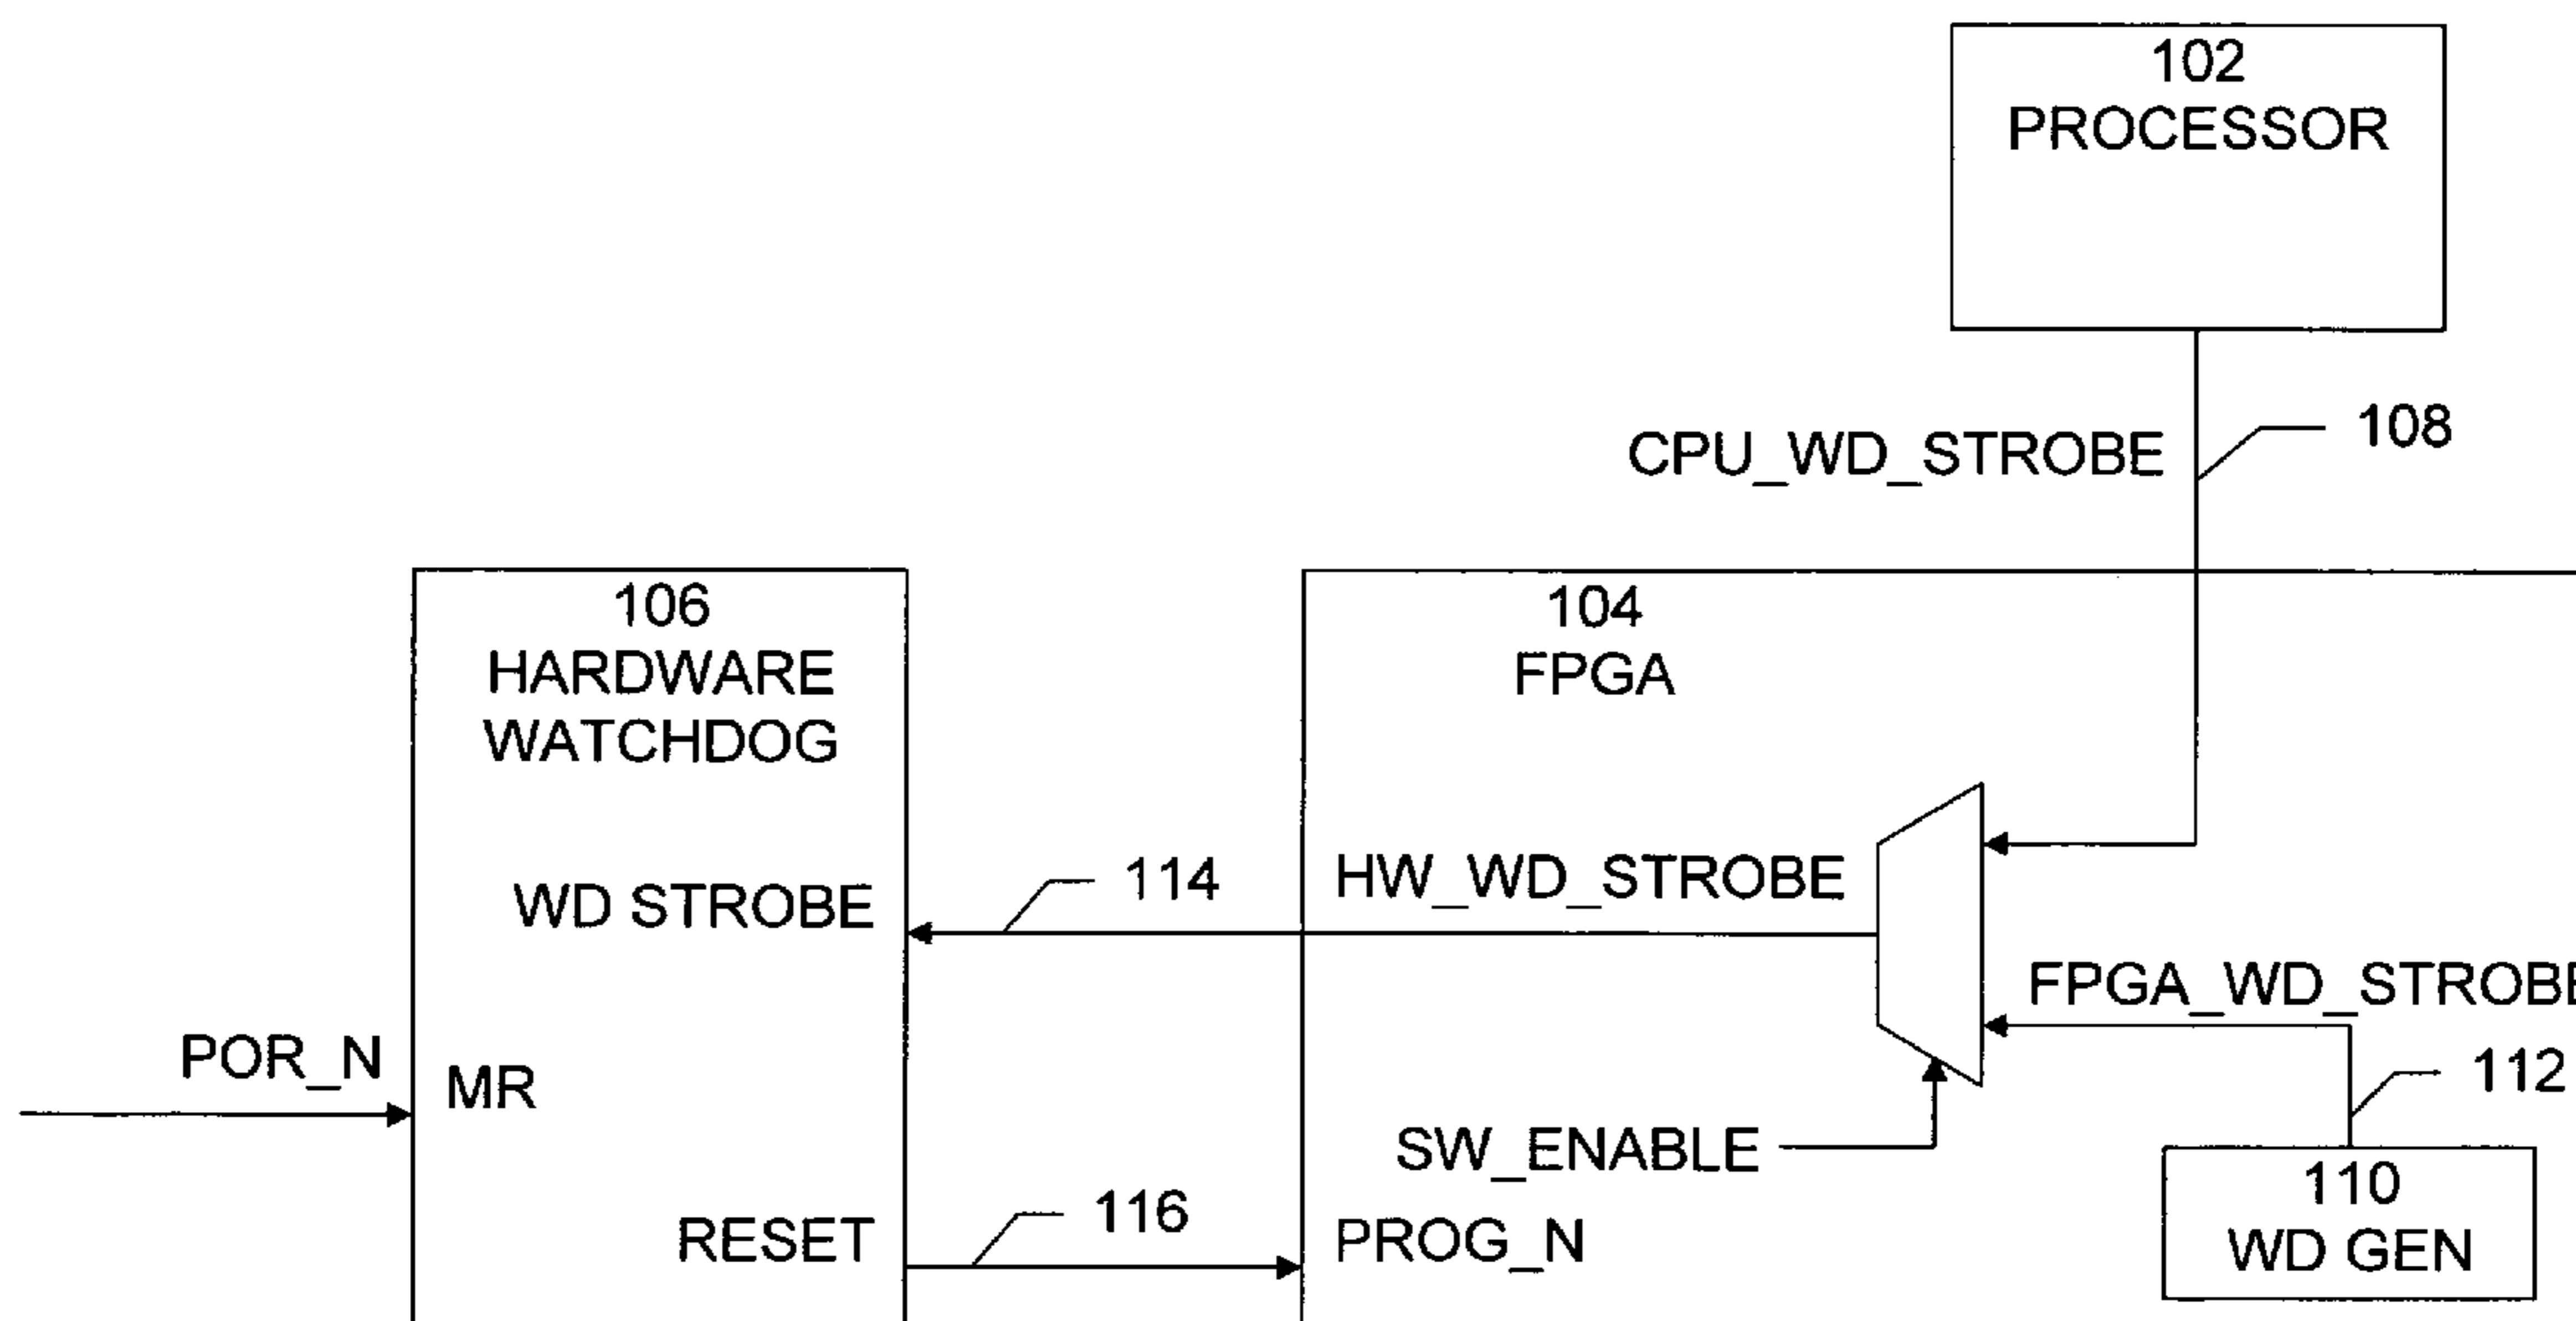 102
PROCESSOR
108
CPU_WD_STROBE
106
HARDWARE
WATCHDOG
104
FPGA
114
HW_WD_STROBE
WD STROBE
FPGA_WD_STROBE
POR_N
MR
112
SW_ENABLE
110
WD GEN
116
RESET
PROG_N